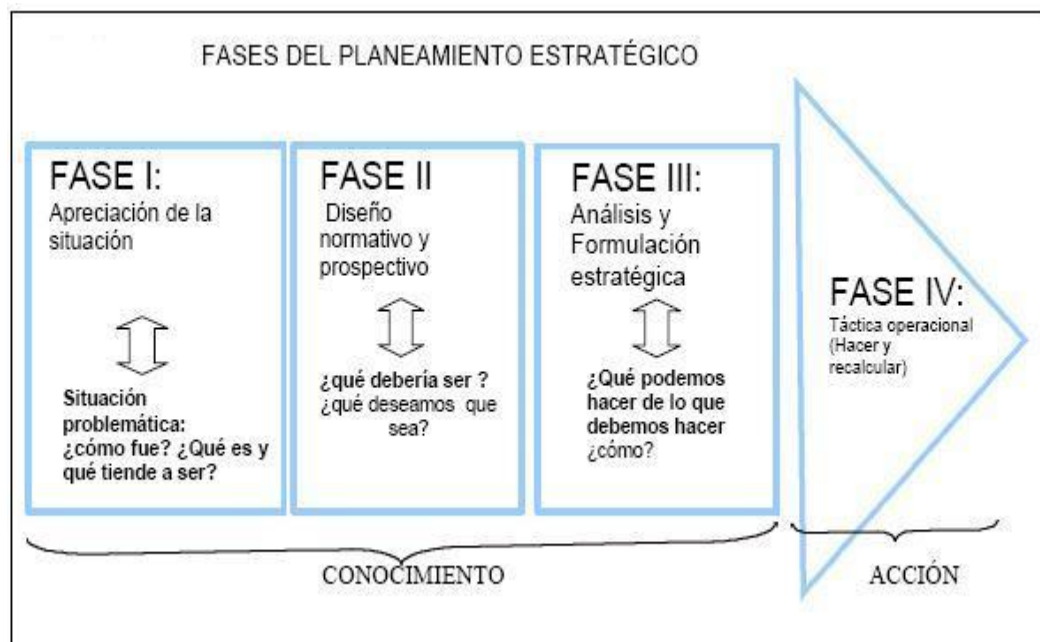 FASES DEL PLANEAMIENTO ESTRATÉGICO
FASE I:
Apreciación de la
situación
Situación
problemática:
¿cómo fue? ¿Qué es y
qué tiende a ser?
FASE II
Diseño
normativo y
prospectivo
¿qué debería ser ?
¿qué deseamos que
sea?
FASE III:
Análisis y
Formulación
estratégica
¿Qué podemos
hacer de lo que
debemos hacer
¿cómo?
FASE IV:
Táctica operacional
(Hacer y
recalcular)
CONOCIMIENTO
ACCIÓN